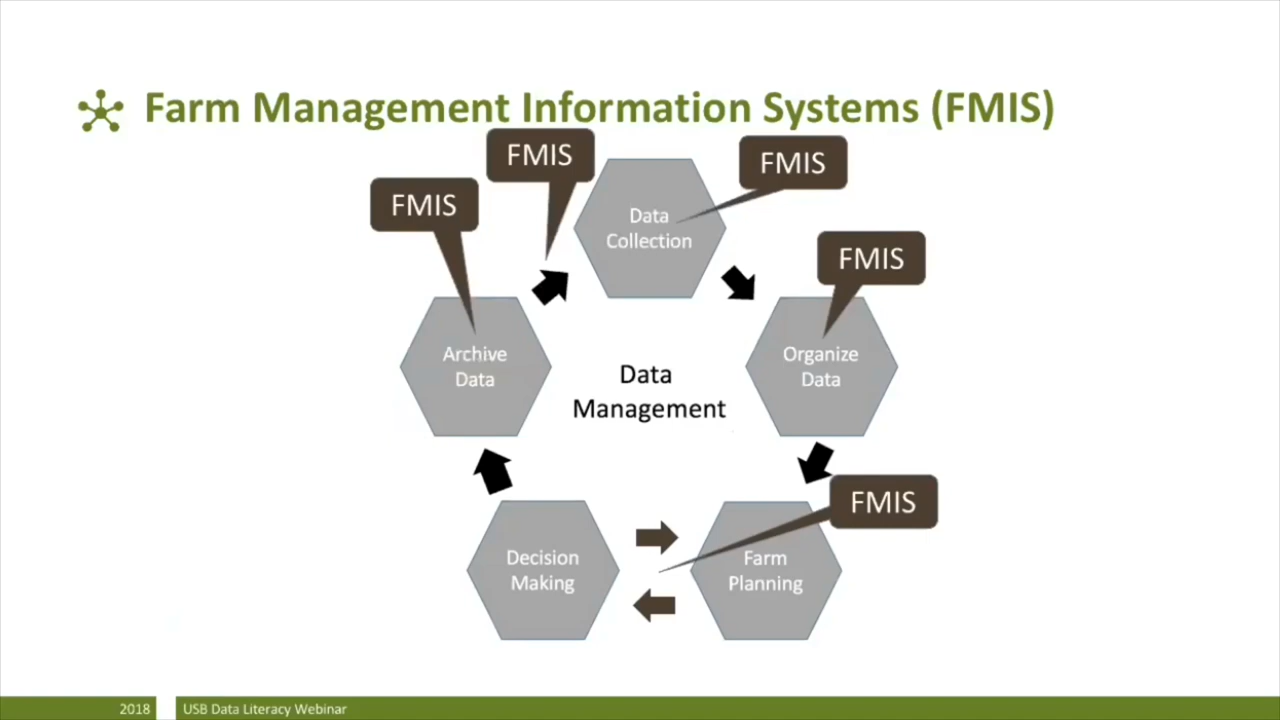 Farm Management Information Systems (FMIS)
FMIS
FMIS
FMIS
Data
Collection
FMIS
Archive
Data
Organize
Data
Data
Management
FMIS
Decision
Making
Farm
Planning
2018
USB Data Literacy Webinar